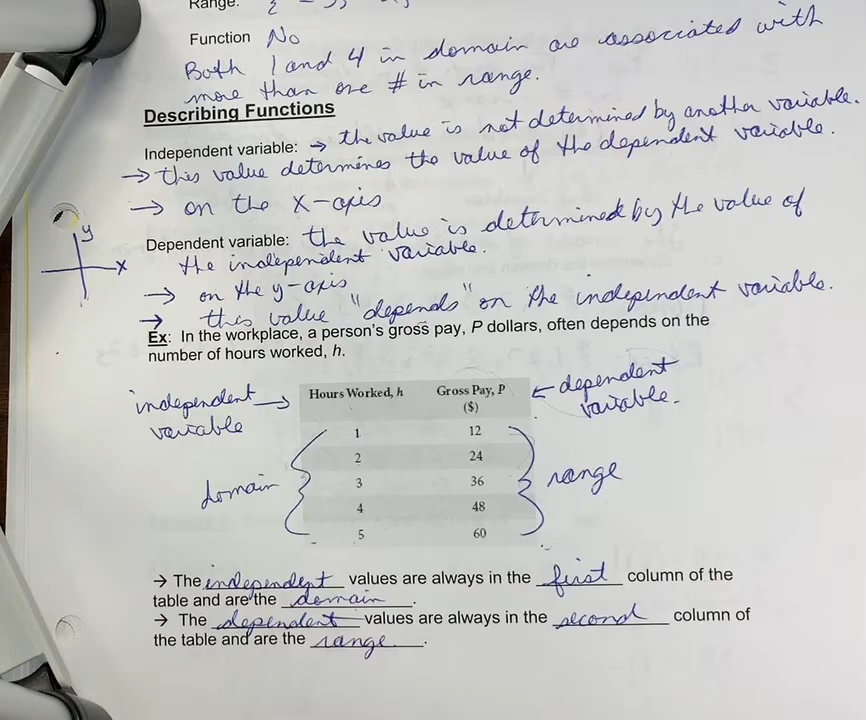 Range: {
Function No
Both 1 and 4 in domain are associated with
more than one # in range.
Describing Functions
Independent variable: → the value is not determined by another variable.
→ this value determines the value of the dependent variable.
→ on the x-axis
y
x
Dependent variable: the value is determined by the value of
the independent variable.
→ on the y-axis
→ this value "depends" on the independent variable.
Ex: In the workplace, a person's gross pay, P dollars, often depends on the
number of hours worked, h.
independent variable →
Hours Worked, h Gross Pay, P ($)
← dependent variable.
1 12
2 24
3 36
4 48
5 60
domain
range
→ The independent values are always in the first column of the
table and are the domain.
→ The dependent values are always in the second column of
the table and are the range.